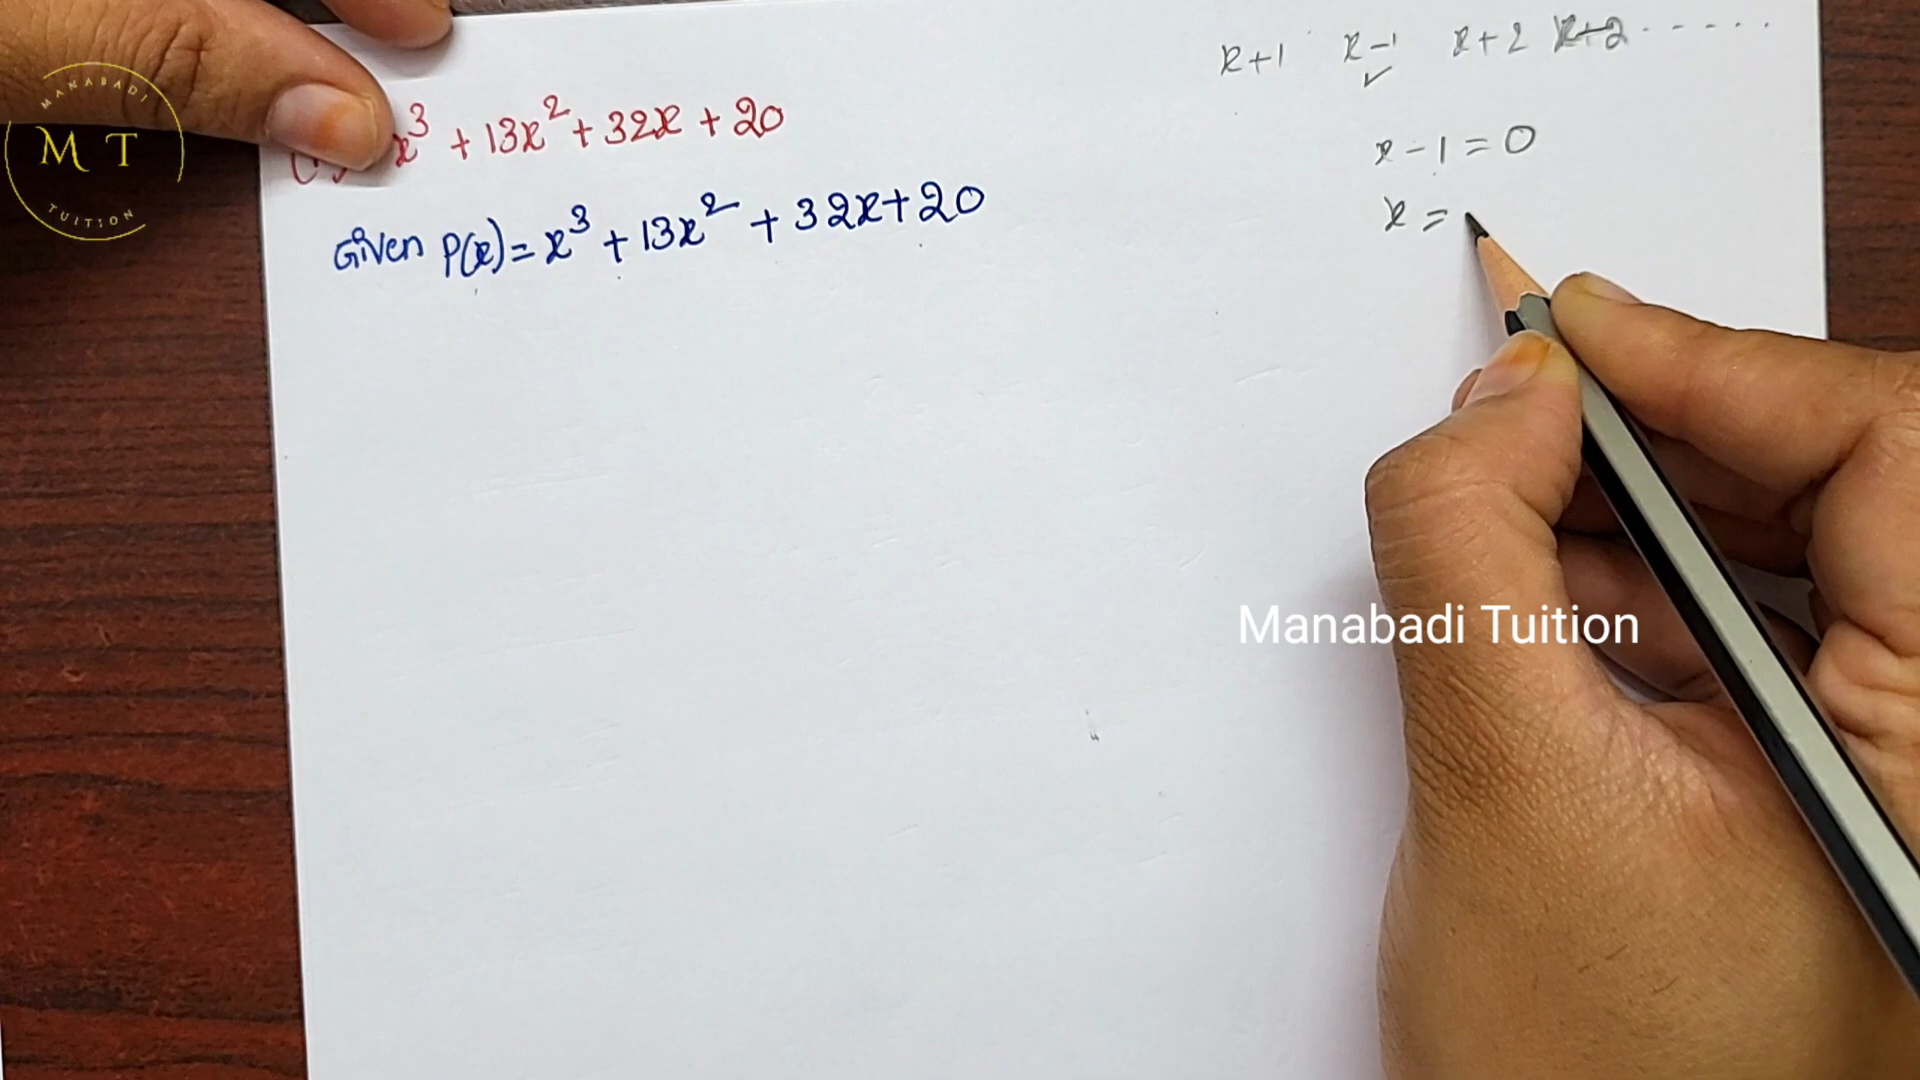 MANABADI
M T
TUITION
x³ + 13x² + 32x + 20
Given P(x) = x³ + 13x² + 32x + 20
x+1 x-1 x+2 x+2 ......
✓
x - 1 = 0
x =
Manabadi Tuition